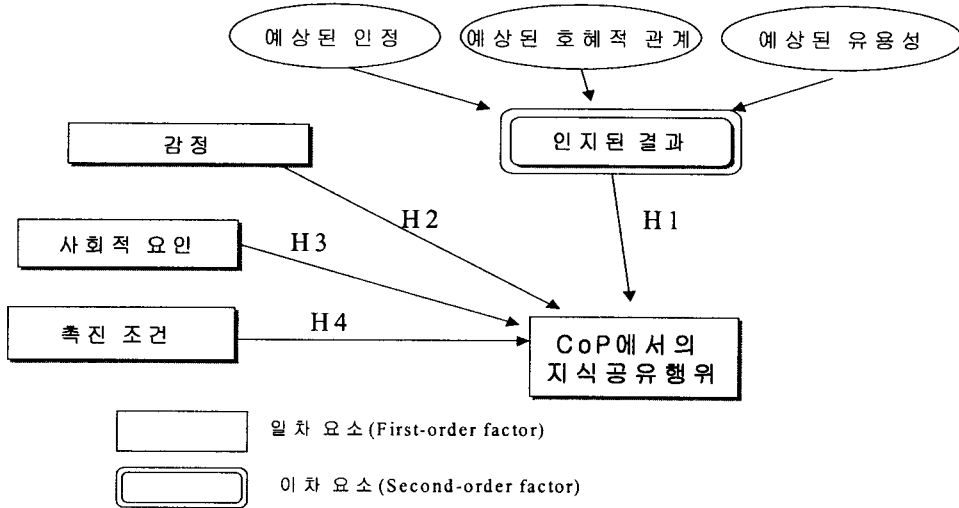 예상된 인정
예상된 호혜적 관계
예상된 유용성
인지된 결과
감정
H2
H1
사회적 요인
H3
촉진 조건
H4
CoP에서의
지식공유행위
일차 요소(First-order factor)
이차 요소(Second-order factor)